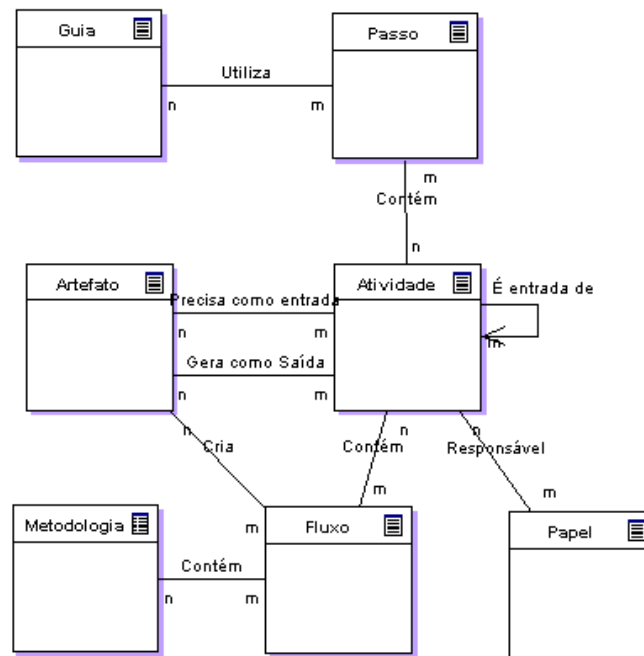 Guia
Passo
Utiliza
n
m
m
Contém
n
Artefato
Atividade
É entrada de
Precisa como entrada
n
m
m
Gera como Saída
n
m
n
Cria
n
Contém
n
Responsável
m
m
Metodologia
m
Fluxo
Papel
Contém
n
m